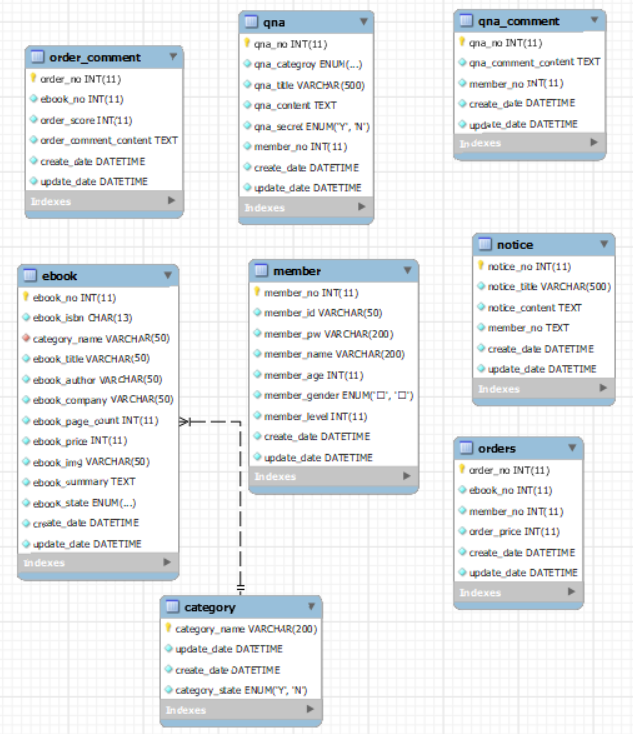 order_comment
order_no INT(11)
ebook_no INT(11)
order_score INT(11)
order_comment_content TEXT
create_date DATETIME
update_date DATETIME
Indexes
qna
qna_no INT(11)
qna_categroy ENUM(...)
qna_title VARCHAR(500)
qna_content TEXT
qna_secret ENUM('Y', 'N')
member_no INT(11)
create_date DATETIME
update_date DATETIME
Indexes
qna_comment
qna_no INT(11)
qna_comment_content TEXT
member_no INT(11)
create_date DATETIME
update_date DATETIME
Indexes
ebook
ebook_no INT(11)
ebook_isbn CHAR(13)
category_name VARCHAR(50)
ebook_title VARCHAR(50)
ebook_author VARCHAR(50)
ebook_company VARCHAR(50)
ebook_page_count INT(11)
ebook_price INT(11)
ebook_img VARCHAR(50)
ebook_summary TEXT
ebook_state ENUM(...)
create_date DATETIME
update_date DATETIME
Indexes
member
member_no INT(11)
member_id VARCHAR(50)
member_pw VARCHAR(200)
member_name VARCHAR(200)
member_age INT(11)
member_gender ENUM('□', '□')
member_level INT(11)
create_date DATETIME
update_date DATETIME
Indexes
notice
notice_no INT(11)
notice_title VARCHAR(500)
notice_content TEXT
member_no TEXT
create_date DATETIME
update_date DATETIME
Indexes
orders
order_no INT(11)
ebook_no INT(11)
member_no INT(11)
order_price INT(11)
create_date DATETIME
update_date DATETIME
Indexes
category
category_name VARCHAR(200)
update_date DATETIME
create_date DATETIME
category_state ENUM('Y', 'N')
Indexes